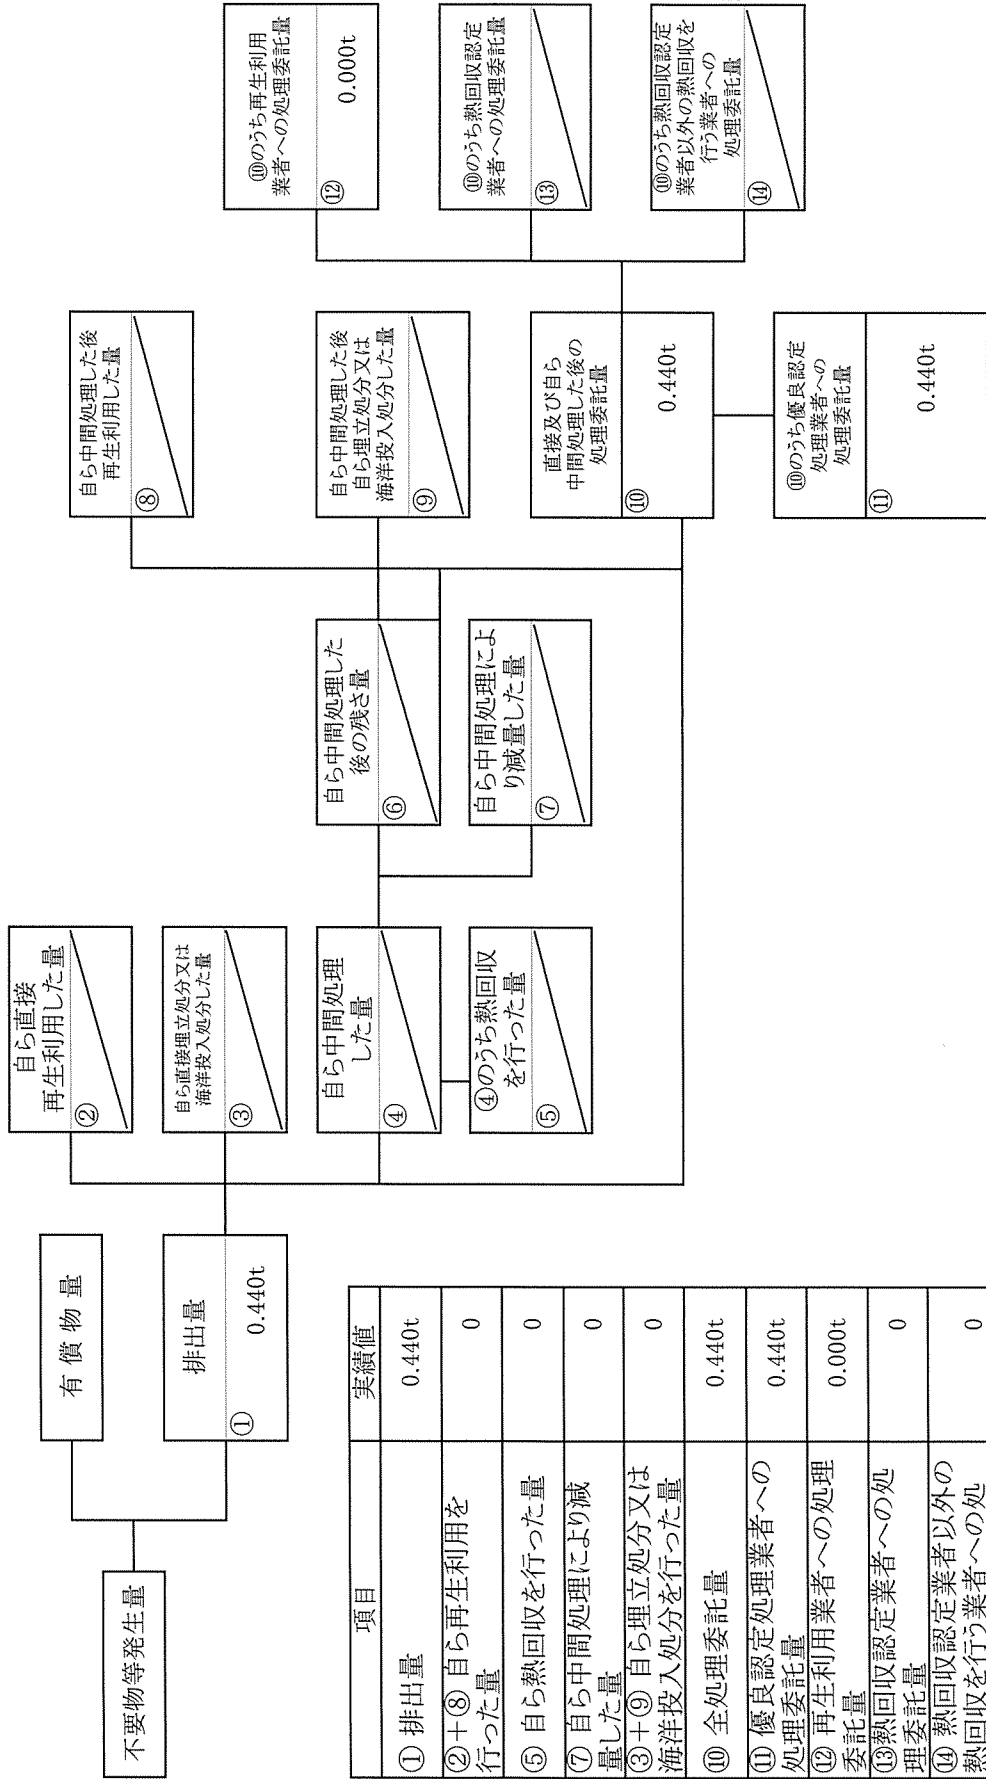 不要物等発生量
有 償 物 量
排出量
①
0.440t
自ら直接
再生利用した量
②
自ら直接埋立処分又は
海洋投入処分した量
③
自ら中間処理
した量
④
④のうち熱回収
を行った量
⑤
自ら中間処理した
後の残さ量
⑥
自ら中間処理によ
り減量した量
⑦
自ら中間処理した後
再生利用した量
⑧
自ら中間処理した後
自ら埋立処分又は
海洋投入処分した量
⑨
直接及び自ら
中間処理した後の
処理委託量
⑩
0.440t
⑩のうち優良認定
処理業者への
処理委託量
⑪
0.440t
⑩のうち再生利用
業者への処理委託量
⑫
0.000t
⑩のうち熱回収認定
業者への処理委託量
⑬
⑩のうち熱回収認定
業者以外の熱回収を
行う業者への
処理委託量
⑭
項目 実績値
① 排出量 0.440t
②+⑧ 自ら再生利用を
行った量 0
⑤ 自ら熱回収を行った量 0
⑦ 自ら中間処理により減
量した量 0
③+⑨ 自ら埋立処分又は
海洋投入処分を行った量 0
⑩ 全処理委託量 0.440t
⑪ 優良認定処理業者への
処理委託量 0.440t
⑫ 再生利用業者への処理
委託量 0.000t
⑬熱回収認定業者への処
理委託量 0
⑭ 熱回収認定業者以外の
熱回収を行う業者への処 0